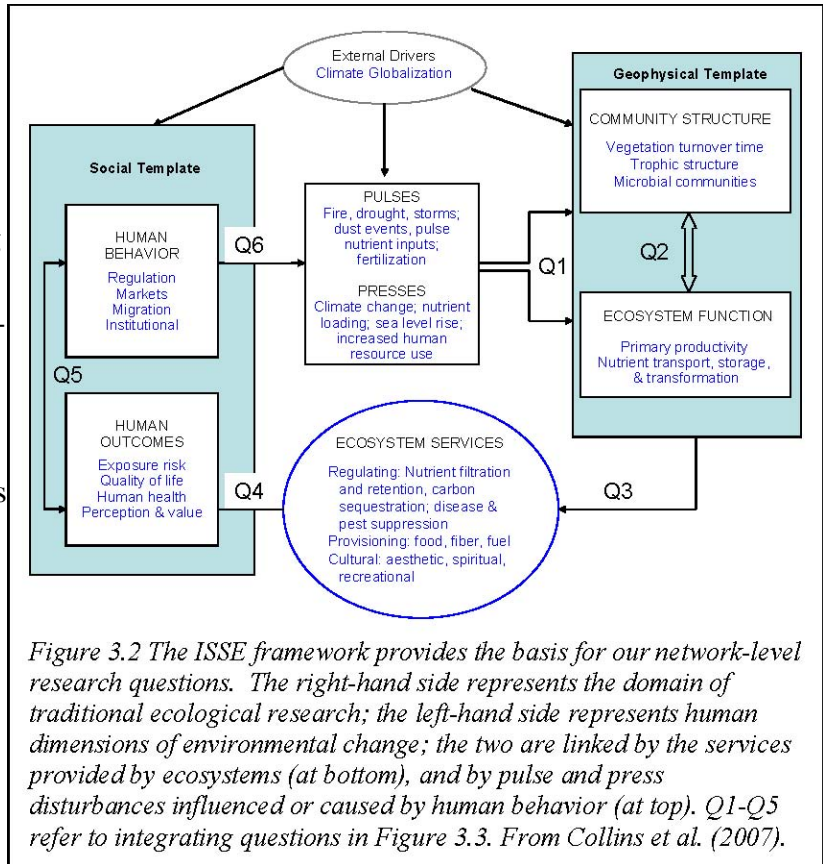 External Drivers
Climate Globalization
Social Template
HUMAN
BEHAVIOR
Regulation
Markets
Migration
Institutional
Q5
HUMAN
OUTCOMES
Exposure risk
Quality of life
Human health
Perception & value
Q6
PULSES
Fire, drought, storms;
dust events, pulse
nutrient inputs;
fertilization
PRESSES
Climate change; nutrient
loading; sea level rise;
increased human
resource use
Q1
Geophysical Template
COMMUNITY STRUCTURE
Vegetation turnover time
Trophic structure
Microbial communities
Q2
ECOSYSTEM FUNCTION
Primary productivity
Nutrient transport, storage,
& transformation
Q3
ECOSYSTEM SERVICES
Regulating: Nutrient filtration
and retention, carbon
sequestration; disease &
pest suppression
Provisioning: food, fiber, fuel
Cultural: aesthetic, spiritual,
recreational
Q4
Figure 3.2 The ISSE framework provides the basis for our network-level
research questions. The right-hand side represents the domain of
traditional ecological research; the left-hand side represents human
dimensions of environmental change; the two are linked by the services
provided by ecosystems (at bottom), and by pulse and press
disturbances influenced or caused by human behavior (at top). Q1-Q5
refer to integrating questions in Figure 3.3. From Collins et al. (2007).